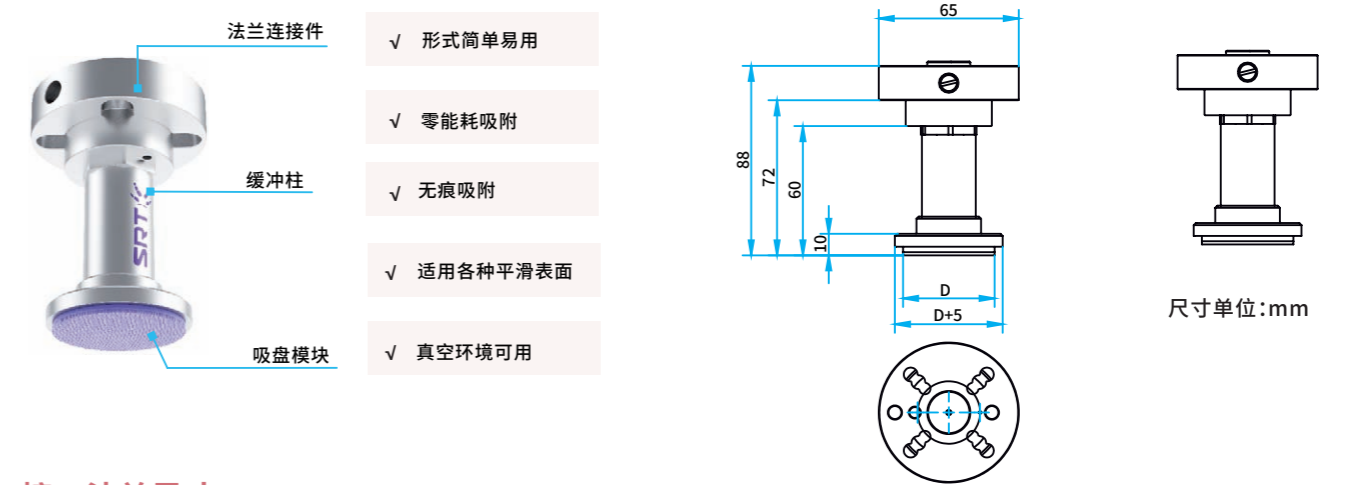 法兰连接件
缓冲柱
SRT
吸盘模块
√ 形式简单易用
√ 零能耗吸附
√ 无痕吸附
√ 适用各种平滑表面
√ 真空环境可用
65
88
72
60
10
D
D+5
尺寸单位:mm